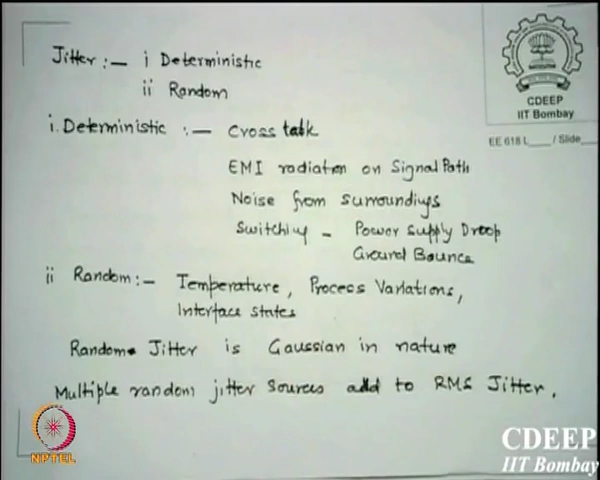 Jitter :— i Deterministic
ii Random
i. Deterministic :— Cross talk
EMI radiation on Signal Path
Noise from surroundings
Switching – Power supply Droop
Ground Bounce
ii Random :– Temperature, Process Variations,
Interface states
Random Jitter is Gaussian in nature
Multiple random jitter sources add to RMS Jitter.
CDEEP
IIT Bombay
EE 618 L____ / Slide____
NPTEL
CDEEP
IIT Bombay